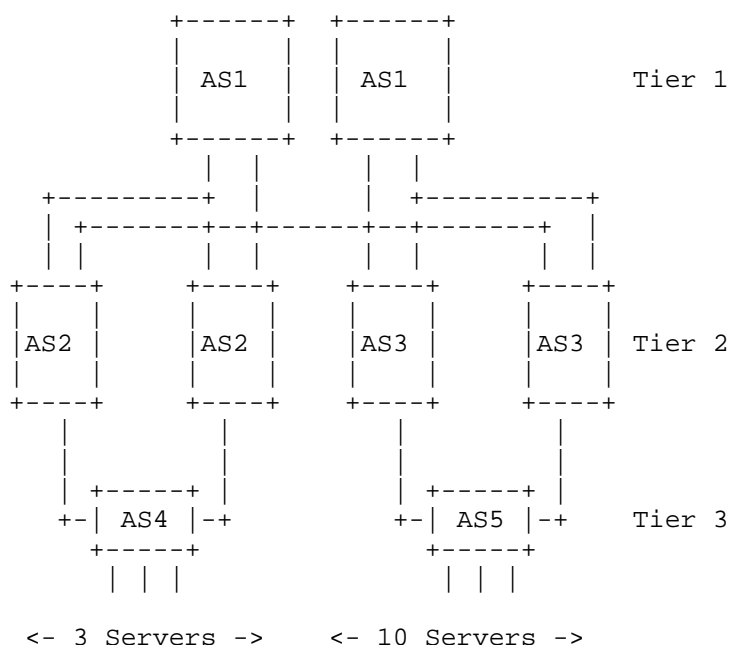 AS1 AS1 Tier 1
AS2 AS2 AS3 AS3 Tier 2
AS4 AS5 Tier 3
<- 3 Servers -> <- 10 Servers ->